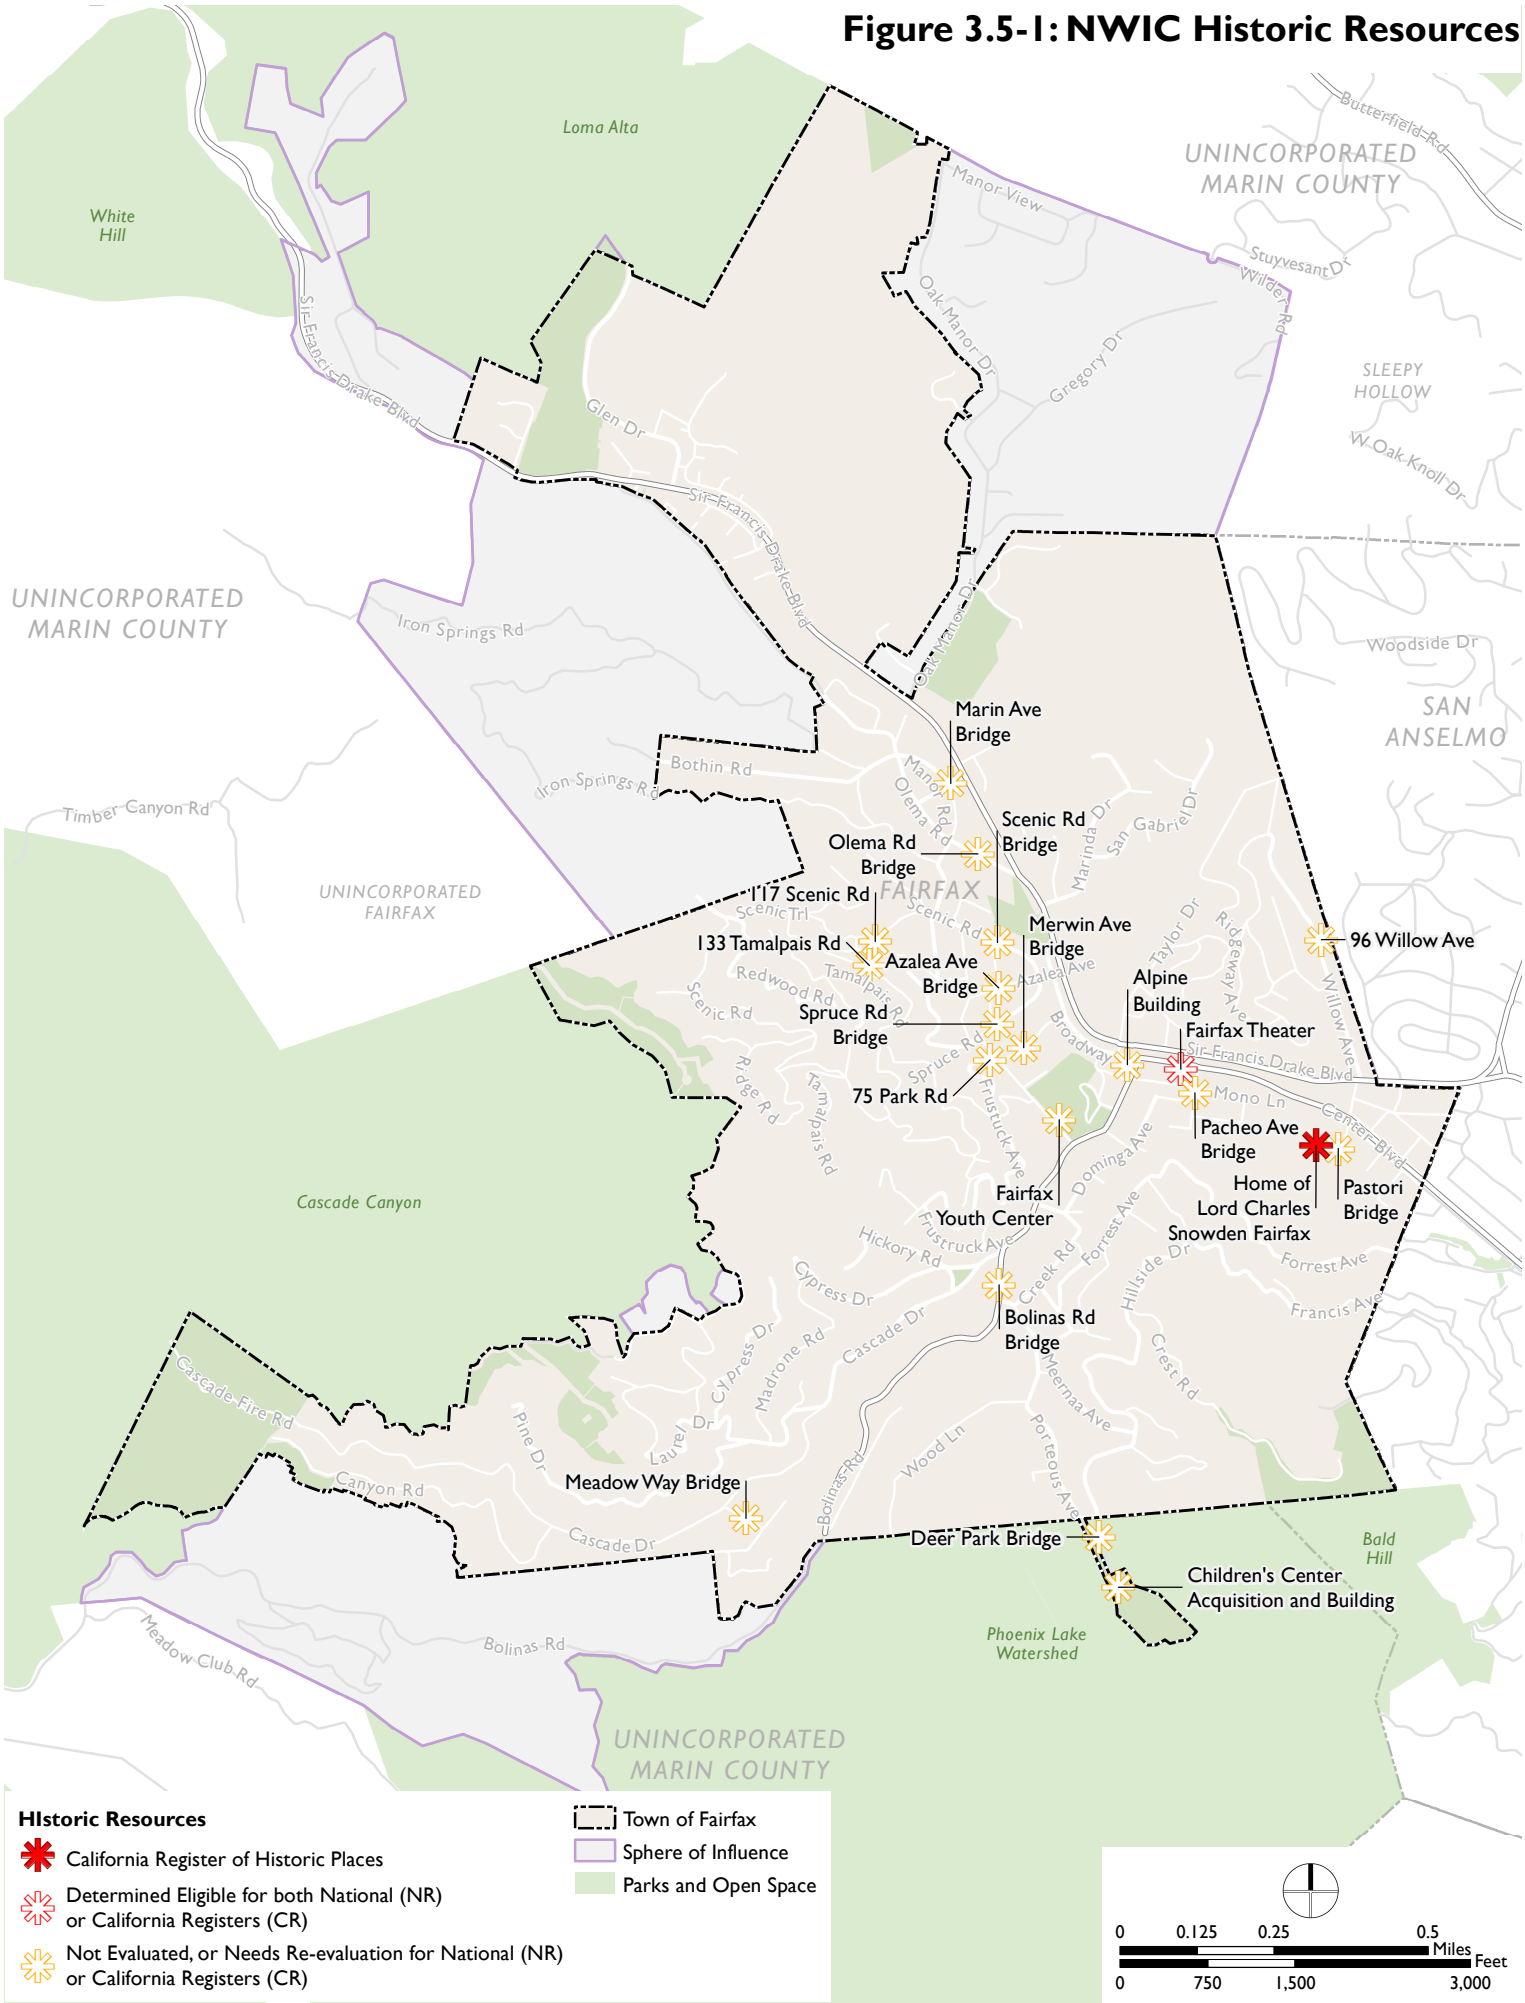 Figure 3.5-1: NWIC Historic Resources
Butterfield Rd
Loma Alta
UNINCORPORATED
MARIN COUNTY
Manor View
White
Hill
Stuyvesant Dr
Wilder Rd
Oak Manor Dr
Sir Francis Drake Blvd
Gregory Dr
SLEEPY
HOLLOW
Glen Dr
W Oak Knoll Dr
Sir Francis Drake Blvd
UNINCORPORATED
MARIN COUNTY
Iron Springs Rd
Oak Manor Dr
Woodside Dr
SAN
ANSELMO
Marin Ave
Bridge
Bothin Rd
Manor Rd
Iron Springs Rd
Olema Rd
Timber Canyon Rd
Marinda Dr
San Gabriel Dr
Scenic Rd
Bridge
Olema Rd
Bridge
UNINCORPORATED
FAIRFAX
FAIRFAX
117 Scenic Rd
Scenic Trl
Scenic Rd
Merwin Ave
Bridge
Taylor Dr
Ridgeway Ave
133 Tamalpais Rd
96 Willow Ave
Azalea Ave
Bridge
Azalea Ave
Redwood Rd
Tamalpais Rd
Alpine
Building
Willow Ave
Scenic Rd
Spruce Rd
Bridge
Broadway
Fairfax Theater
Sir Francis Drake Blvd
Spruce Rd
Ridge Rd
Tamalpais Rd
75 Park Rd
Frustuck Ave
Mono Ln
Center Blvd
Pacheo Ave
Bridge
Dominga Ave
Home of
Lord Charles
Snowden Fairfax
Pastori
Bridge
Cascade Canyon
Fairfax
Youth Center
Frustruck Ave
Forrest Ave
Hickory Rd
Creek Rd
Hillside Dr
Forrest Ave
Cypress Dr
Francis Ave
Bolinas Rd
Bridge
Cascade Dr
Cypress Dr
Madrone Rd
Crest Rd
Meernaa Ave
Cascade Fire Rd
Pine Dr
Laurel Dr
Wood Ln
Porteous Ave
Canyon Rd
Meadow Way Bridge
Bolinas Rd
Cascade Dr
Deer Park Bridge
Bald
Hill
Children's Center
Acquisition and Building
Meadow Club Rd
Bolinas Rd
Phoenix Lake
Watershed
UNINCORPORATED
MARIN COUNTY
HIstoric Resources
California Register of Historic Places
Determined Eligible for both National (NR)
or California Registers (CR)
Not Evaluated, or Needs Re-evaluation for National (NR)
or California Registers (CR)
Town of Fairfax
Sphere of Influence
Parks and Open Space
0 0.125 0.25 0.5
Miles
Feet
0 750 1,500 3,000